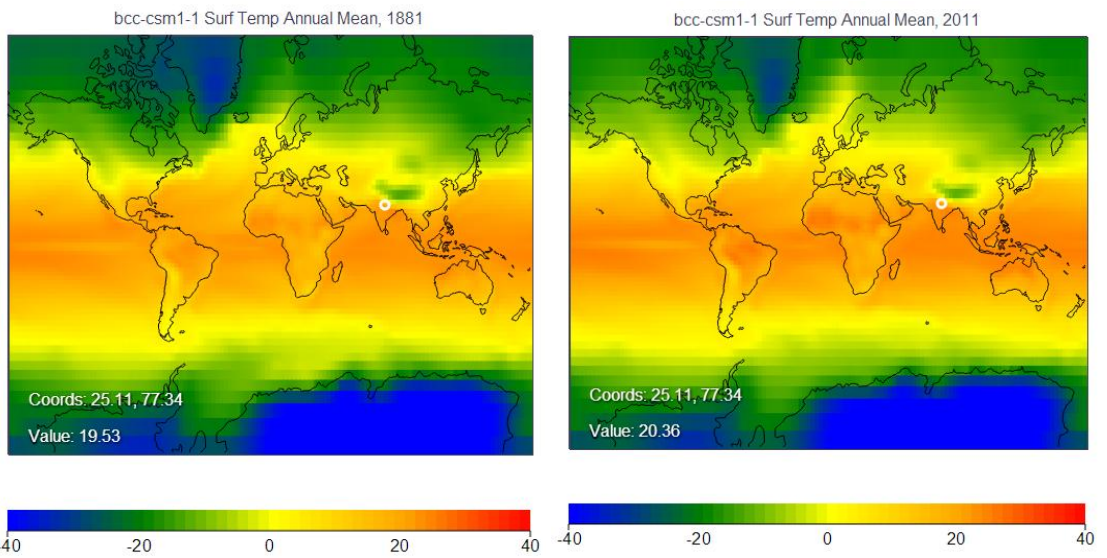 bcc-csm1-1 Surf Temp Annual Mean, 1881
Coords: 25.11, 77.34
Value: 19.53
-40 -20 0 20 40
bcc-csm1-1 Surf Temp Annual Mean, 2011
Coords: 25.11, 77.34
Value: 20.36
-40 -20 0 20 40